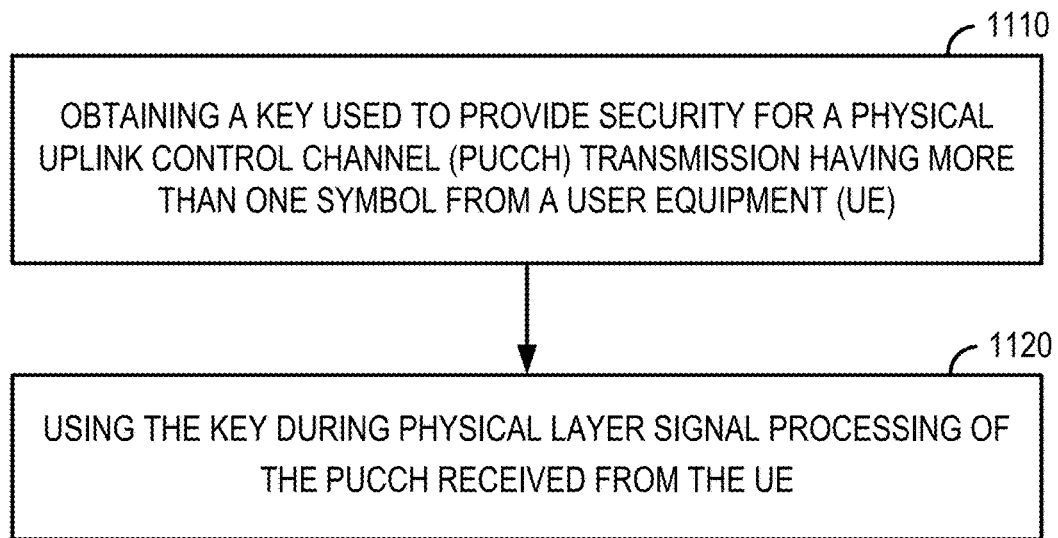 1110
OBTAINING A KEY USED TO PROVIDE SECURITY FOR A PHYSICAL
UPLINK CONTROL CHANNEL (PUCCH) TRANSMISSION HAVING MORE
THAN ONE SYMBOL FROM A USER EQUIPMENT (UE)
1120
USING THE KEY DURING PHYSICAL LAYER SIGNAL PROCESSING OF
THE PUCCH RECEIVED FROM THE UE